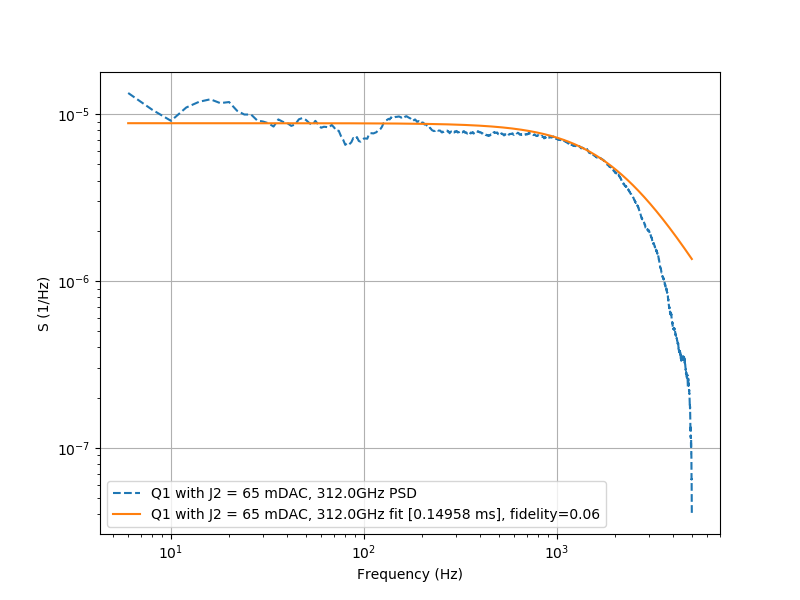 10⁻⁵
10⁻⁶
10⁻⁷
S (1/Hz)
Q1 with J2 = 65 mDAC, 312.0GHz PSD
Q1 with J2 = 65 mDAC, 312.0GHz fit [0.14958 ms], fidelity=0.06
10¹ 10² 10³
Frequency (Hz)